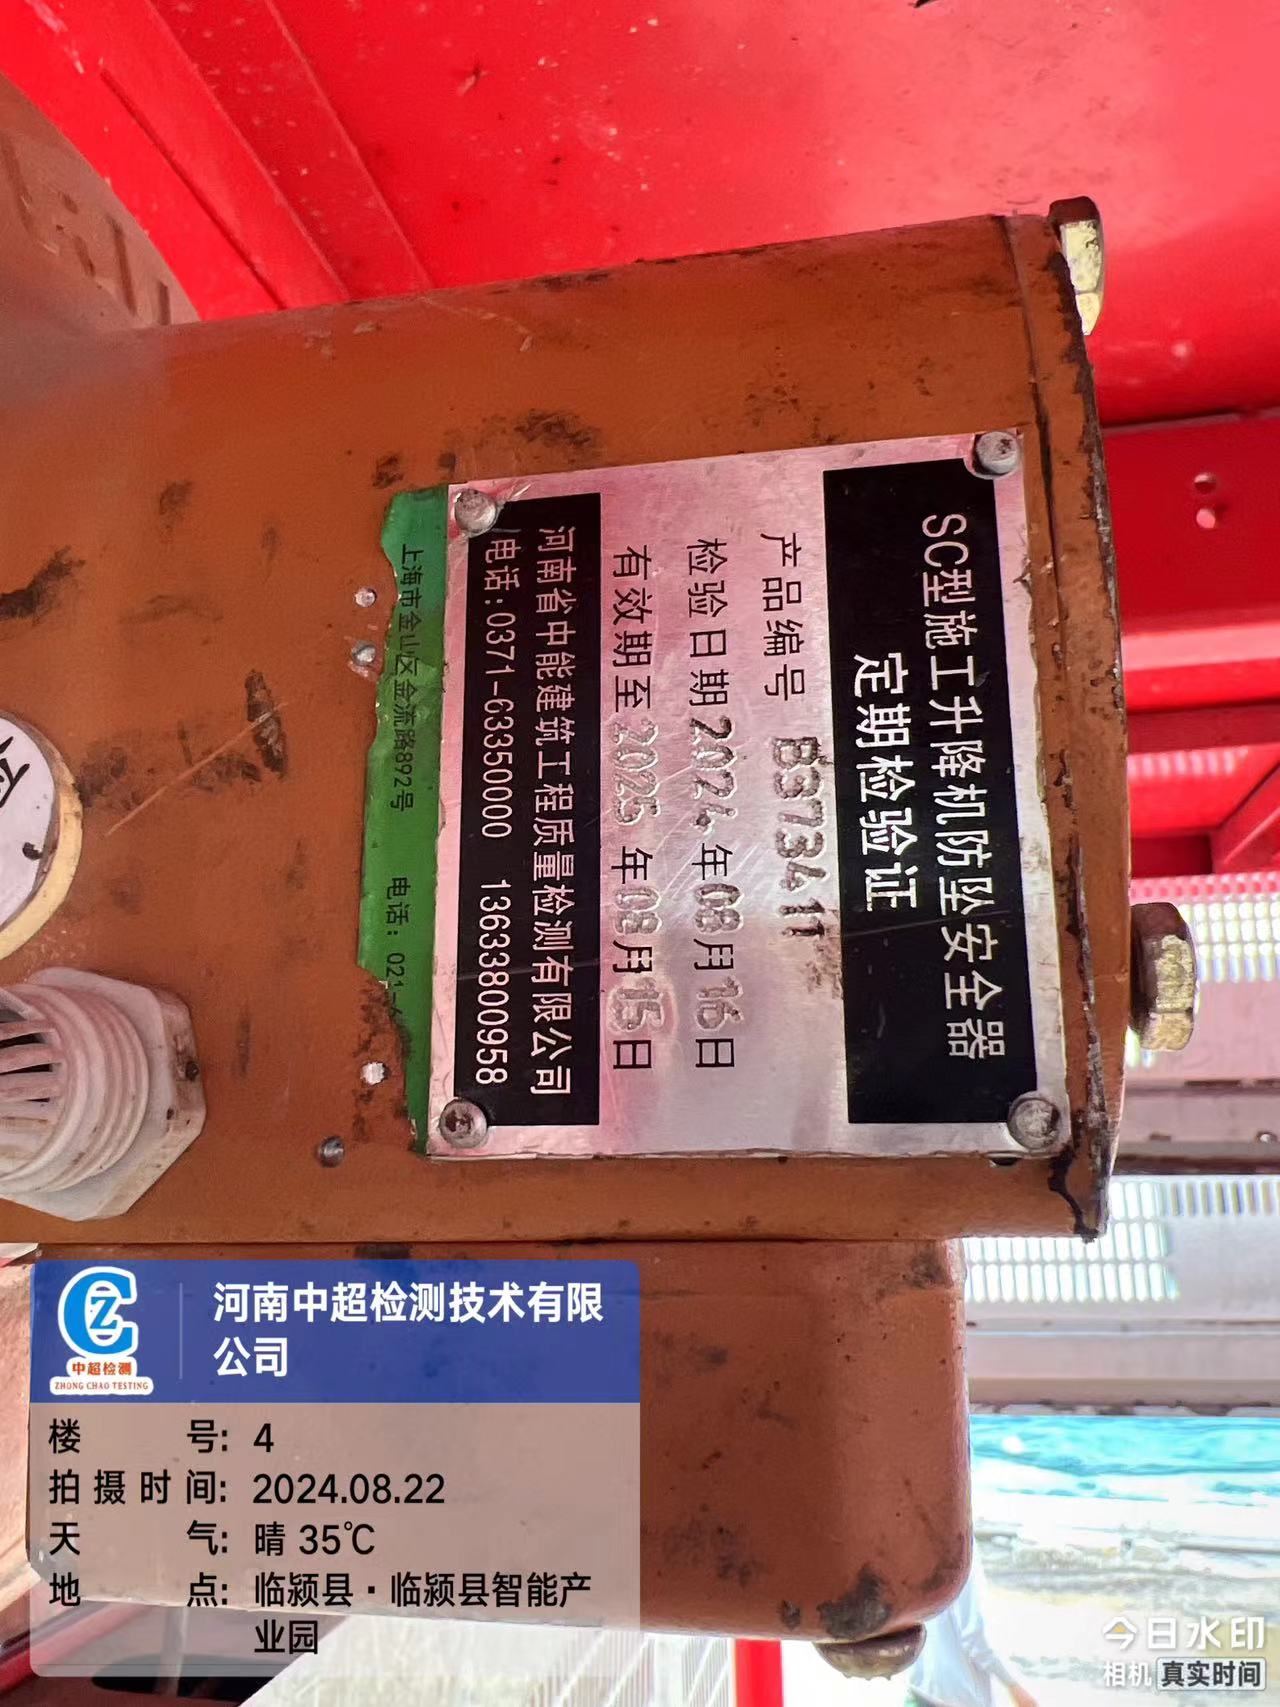 SC型施工升降机防坠安全器
定期检验证
产品编号 B373411
检验日期2024年08月16日
有效期至2025年08月15日
河南省中能建筑工程质量检测有限公司
电话:0371-63350000 13633800958
上海市金山区金流路892号 电话: 021-
河南中超检测技术有限
公司
中超检测
ZHONG CHAO TESTING
楼号: 4
拍摄时间: 2024.08.22
天气: 晴 35℃
地点: 临颍县·临颍县智能产
业园
今日水印
相机 真实时间